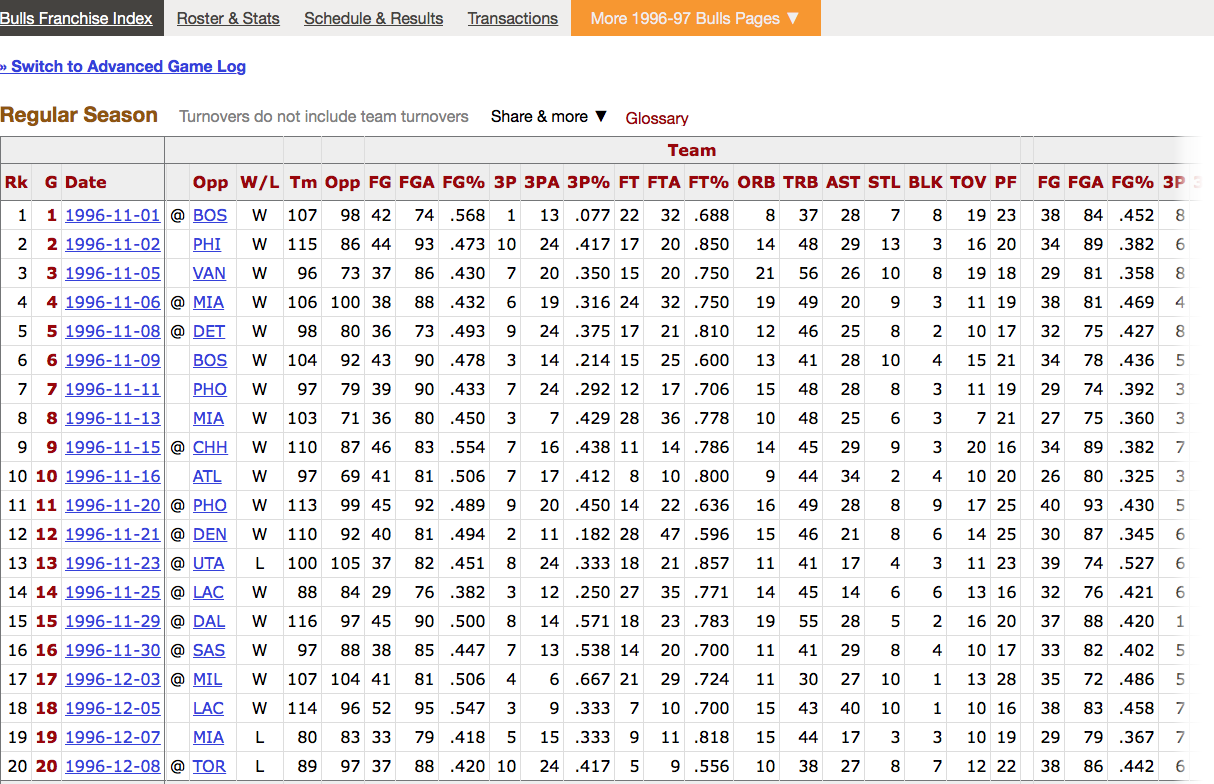 Bulls Franchise Index Roster & Stats Schedule & Results Transactions More 1996-97 Bulls Pages ▼
» Switch to Advanced Game Log
Regular Season Turnovers do not include team turnovers Share & more ▼ Glossary
Team
Rk G Date Opp W/L Tm Opp FG FGA FG% 3P 3PA 3P% FT FTA FT% ORB TRB AST STL BLK TOV PF FG FGA FG% 3P
1 1 1996-11-01 @ BOS W 107 98 42 74 .568 1 13 .077 22 32 .688 8 37 28 7 8 19 23 38 84 .452 8
2 2 1996-11-02 PHI W 115 86 44 93 .473 10 24 .417 17 20 .850 14 48 29 13 3 16 20 34 89 .382 6
3 3 1996-11-05 VAN W 96 73 37 86 .430 7 20 .350 15 20 .750 21 56 26 10 8 19 18 29 81 .358 8
4 4 1996-11-06 @ MIA W 106 100 38 88 .432 6 19 .316 24 32 .750 19 49 20 9 3 11 19 38 81 .469 4
5 5 1996-11-08 @ DET W 98 80 36 73 .493 9 24 .375 17 21 .810 12 46 25 8 2 10 17 32 75 .427 8
6 6 1996-11-09 BOS W 104 92 43 90 .478 3 14 .214 15 25 .600 13 41 28 10 4 15 21 34 78 .436 5
7 7 1996-11-11 PHO W 97 79 39 90 .433 7 24 .292 12 17 .706 15 48 28 8 3 11 19 29 74 .392 3
8 8 1996-11-13 MIA W 103 71 36 80 .450 3 7 .429 28 36 .778 10 48 25 6 3 7 21 27 75 .360 3
9 9 1996-11-15 @ CHH W 110 87 46 83 .554 7 16 .438 11 14 .786 14 45 29 9 3 20 16 34 89 .382 7
10 10 1996-11-16 ATL W 97 69 41 81 .506 7 17 .412 8 10 .800 9 44 34 2 4 10 20 26 80 .325 3
11 11 1996-11-20 @ PHO W 113 99 45 92 .489 9 20 .450 14 22 .636 16 49 28 8 9 17 25 40 93 .430 5
12 12 1996-11-21 @ DEN W 110 92 40 81 .494 2 11 .182 28 47 .596 15 46 21 8 6 14 25 30 87 .345 6
13 13 1996-11-23 @ UTA L 100 105 37 82 .451 8 24 .333 18 21 .857 11 41 17 4 3 11 23 39 74 .527 6
14 14 1996-11-25 @ LAC W 88 84 29 76 .382 3 12 .250 27 35 .771 14 45 14 6 6 13 16 32 76 .421 6
15 15 1996-11-29 @ DAL W 116 97 45 90 .500 8 14 .571 18 23 .783 19 55 28 5 2 16 20 37 88 .420 1
16 16 1996-11-30 @ SAS W 97 88 38 85 .447 7 13 .538 14 20 .700 11 41 29 8 4 10 17 33 82 .402 5
17 17 1996-12-03 @ MIL W 107 104 41 81 .506 4 6 .667 21 29 .724 11 30 27 10 1 13 28 35 72 .486 5
18 18 1996-12-05 LAC W 114 96 52 95 .547 3 9 .333 7 10 .700 15 43 40 10 1 10 16 38 83 .458 7
19 19 1996-12-07 MIA L 80 83 33 79 .418 5 15 .333 9 11 .818 15 44 17 3 3 10 19 29 79 .367 7
20 20 1996-12-08 @ TOR L 89 97 37 88 .420 10 24 .417 5 9 .556 10 38 27 8 7 12 22 38 86 .442 6